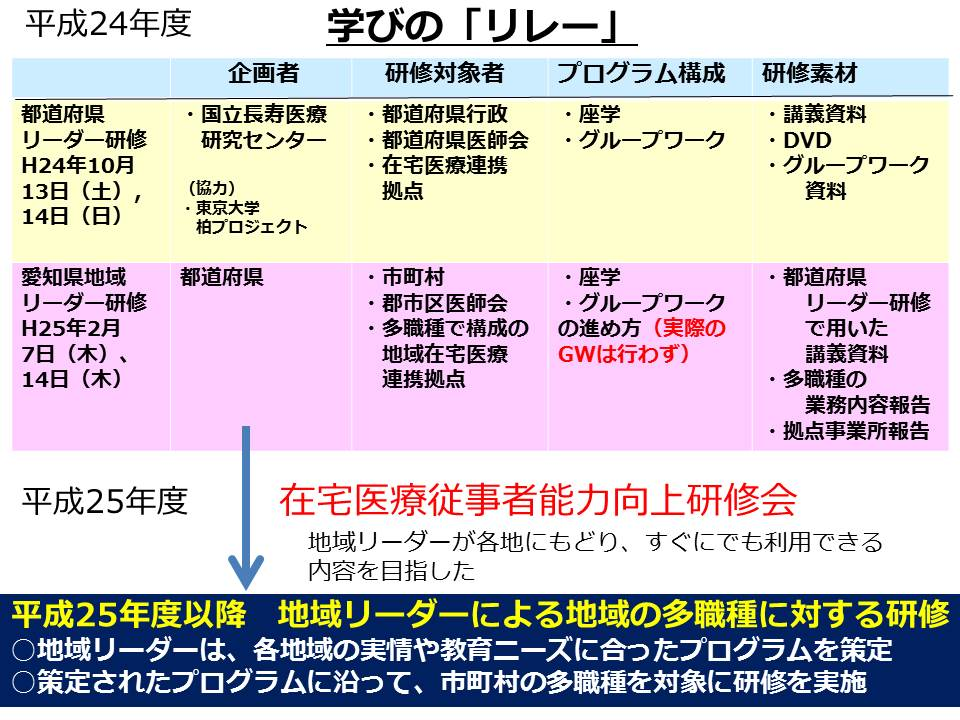 平成24年度
学びの「リレー」
企画者
研修対象者
プログラム構成
研修素材
都道府県
リーダー研修
H24年10月
13日（土）,
14日（日）
・国立長寿医療
研究センター
（協力）
・東京大学
柏プロジェクト
・都道府県行政
・都道府県医師会
・在宅医療連携
拠点
・座学
・グループワーク
・講義資料
・DVD
・グループワーク
資料
愛知県地域
リーダー研修
H25年2月
7日（木）、
14日（木）
都道府県
・市町村
・郡市区医師会
・多職種で構成の
地域在宅医療
連携拠点
・座学
・グループワーク
の進め方（実際の
GWは行わず）
・都道府県
リーダー研修
で用いた
講義資料
・多職種の
業務内容報告
・拠点事業所報告
平成25年度
在宅医療従事者能力向上研修会
地域リーダーが各地にもどり、すぐにでも利用できる
内容を目指した
平成25年度以降　地域リーダーによる地域の多職種に対する研修
○地域リーダーは、各地域の実情や教育ニーズに合ったプログラムを策定
○策定されたプログラムに沿って、市町村の多職種を対象に研修を実施